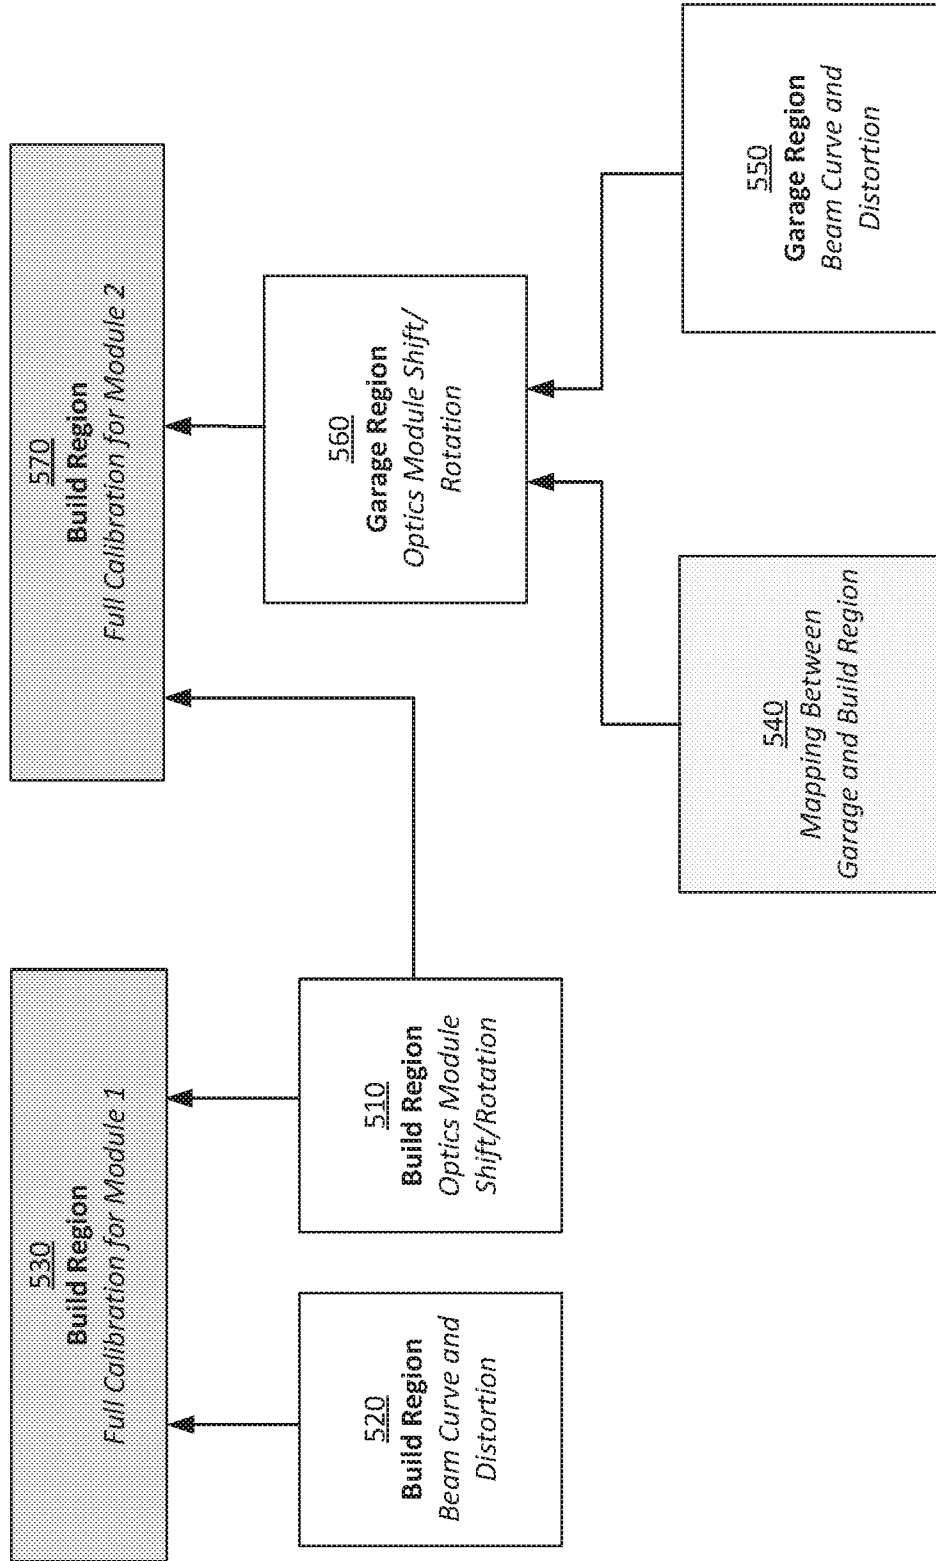 530
Build Region
Full Calibration for Module 1
570
Build Region
Full Calibration for Module 2
520
Build Region
Beam Curve and
Distortion
510
Build Region
Optics Module
Shift/Rotation
560
Garage Region
Optics Module Shift/
Rotation
540
Mapping Between
Garage and Build Region
550
Garage Region
Beam Curve and
Distortion